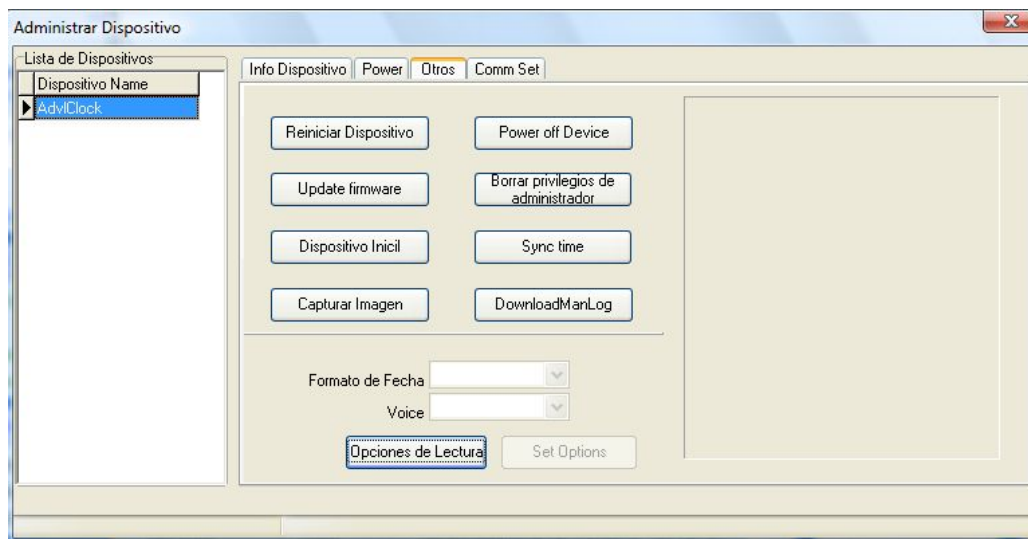 Administrar Dispositivo
Lista de Dispositivos
Dispositivo Name
AdvlClock
Info Dispositivo Power Otros Comm Set
Reiniciar Dispositivo Power off Device
Update firmware Borrar privilegios de
administrador
Dispositivo Inicil Sync time
Capturar Imagen DownloadManLog
Formato de Fecha
Voice
Opciones de Lectura Set Options